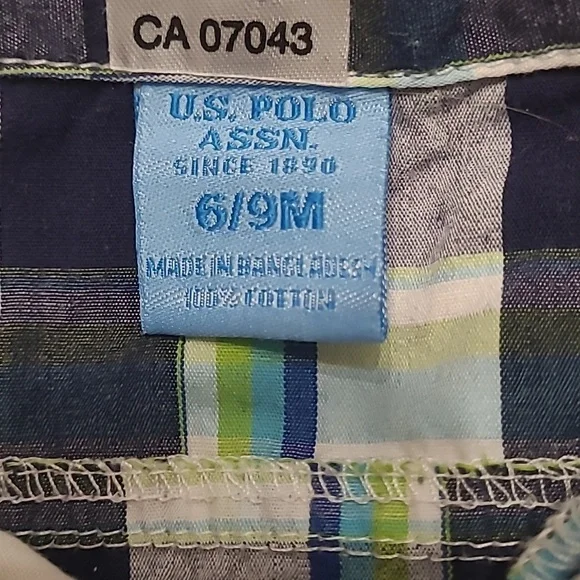 CA 07043
U.S. POLO
ASSN.
SINCE 1890
6/9M
MADE IN BANGLADESH
100% COTTON